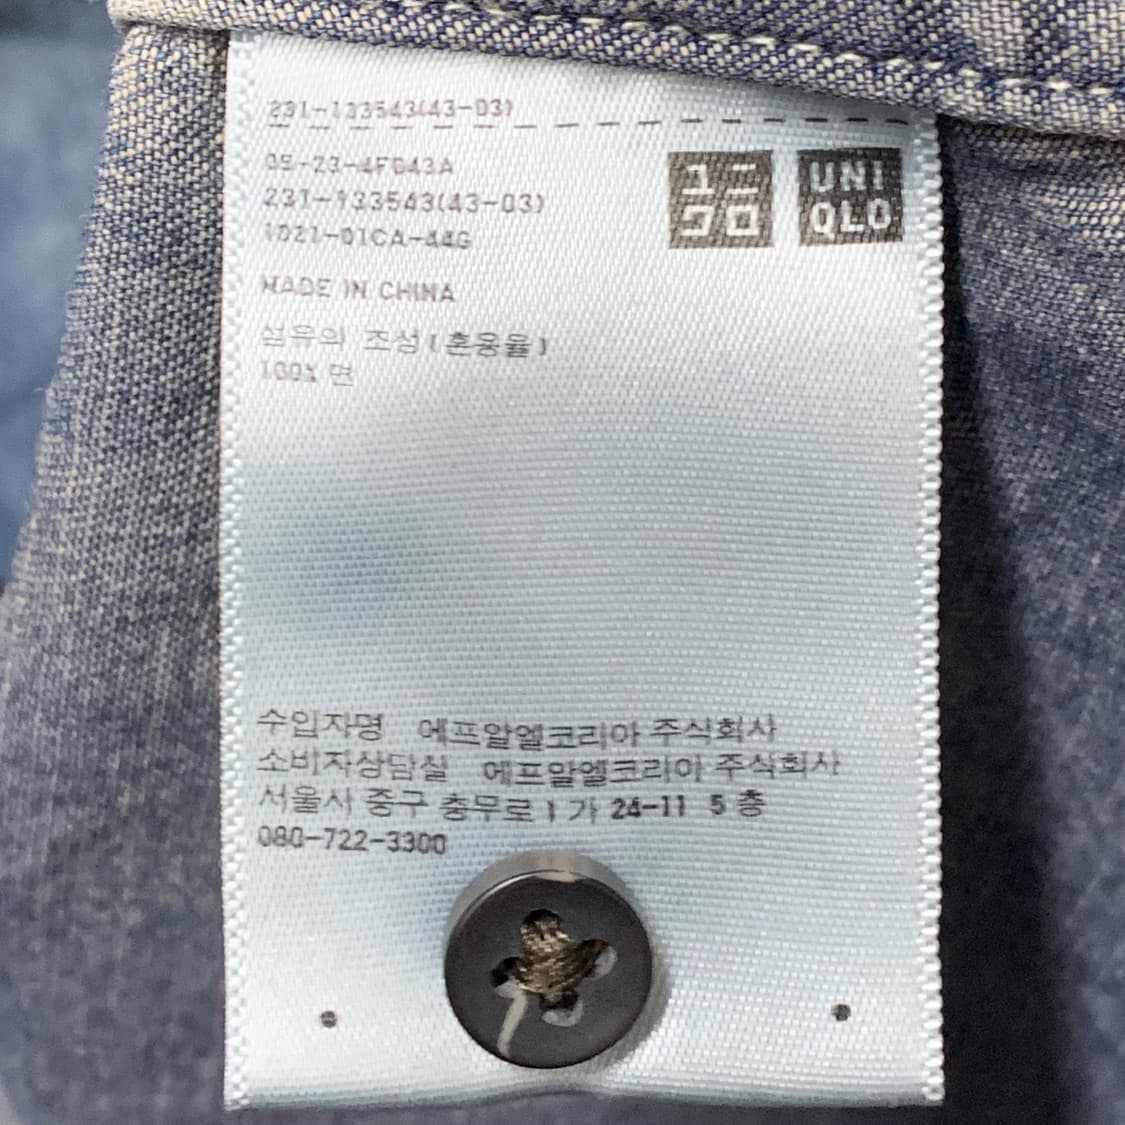 231-133543(43-03)
09-23-4F043A
231-133543(43-03)
1021-01CA-44G
ユニ
クロ
UNI
QLO
MADE IN CHINA
섬유의 조성(혼용율)
100% 면
수입자명 에프알엘코리아 주식회사
소비자상담실 에프알엘코리아 주식회사
서울시 중구 충무로 1 가 24-11 5 층
080-722-3300